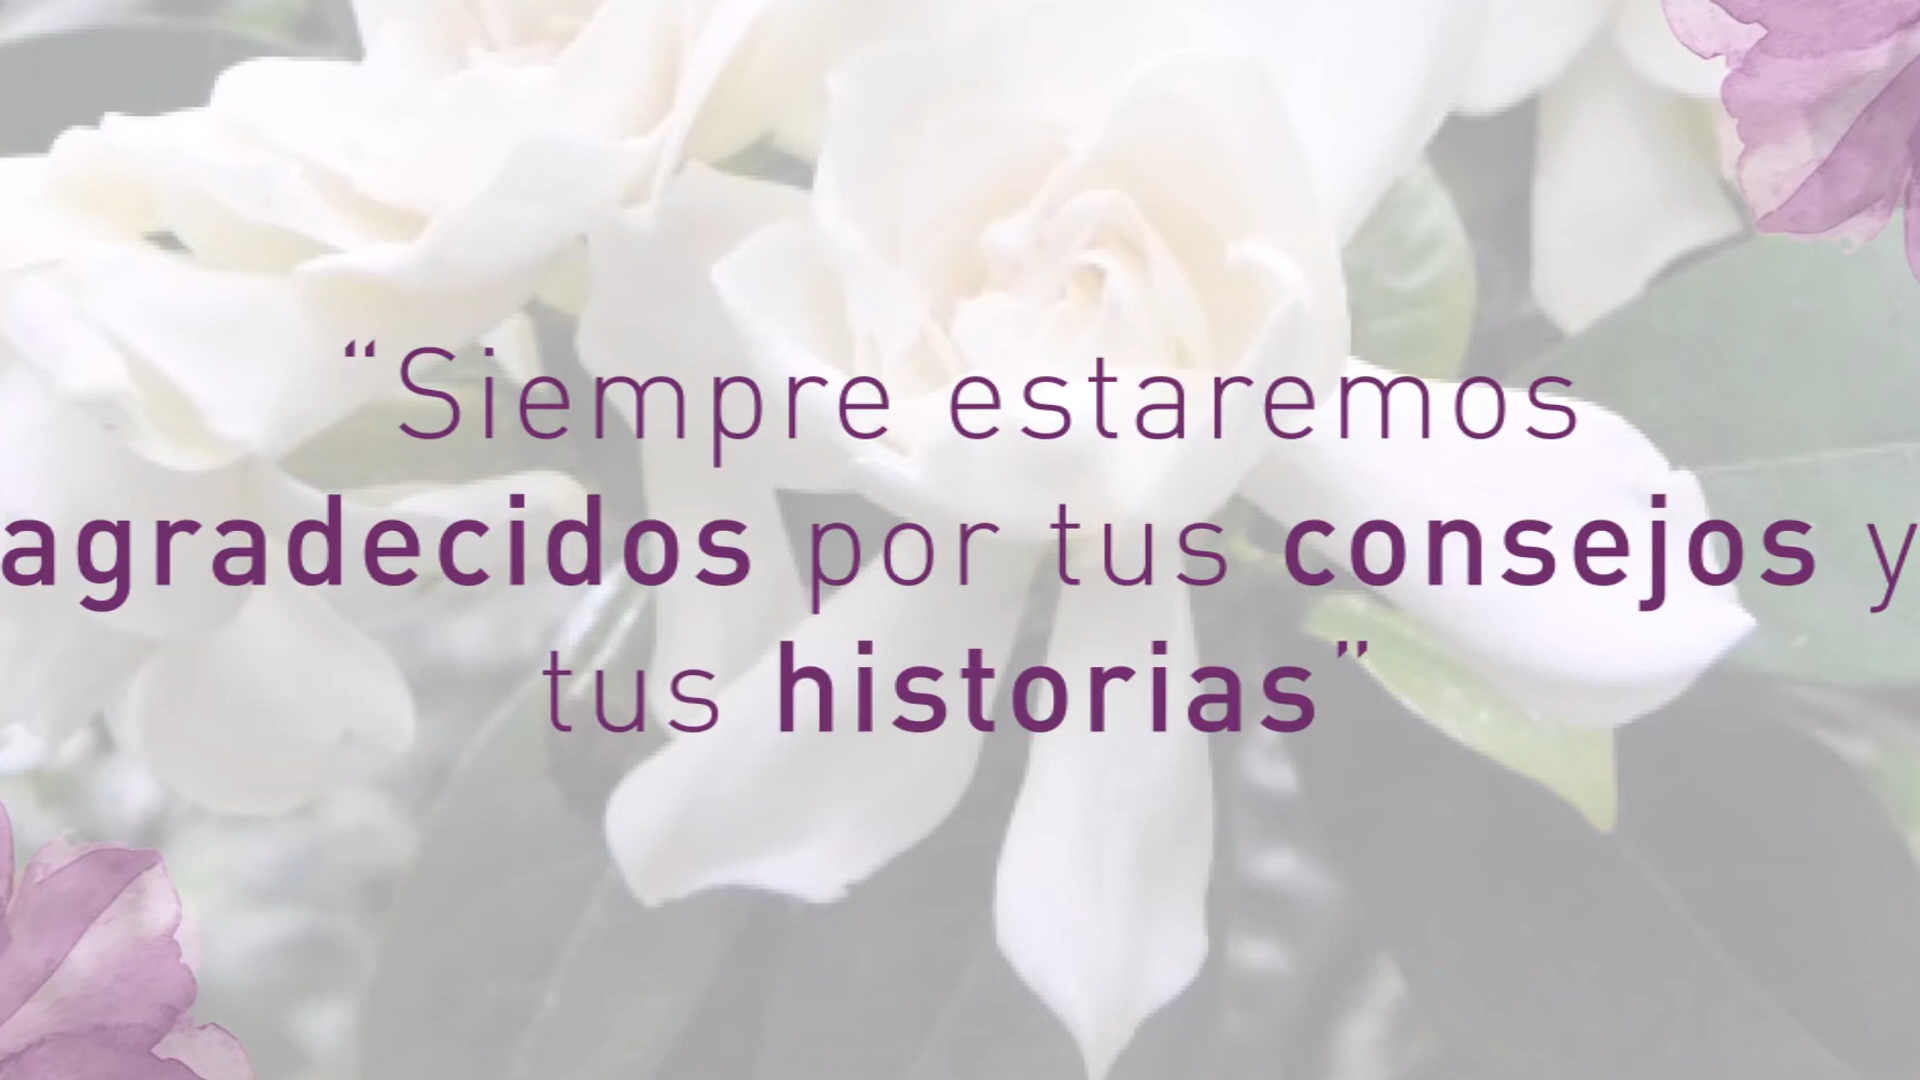 “Siempre estaremos
agradecidos por tus consejos y
tus historias”